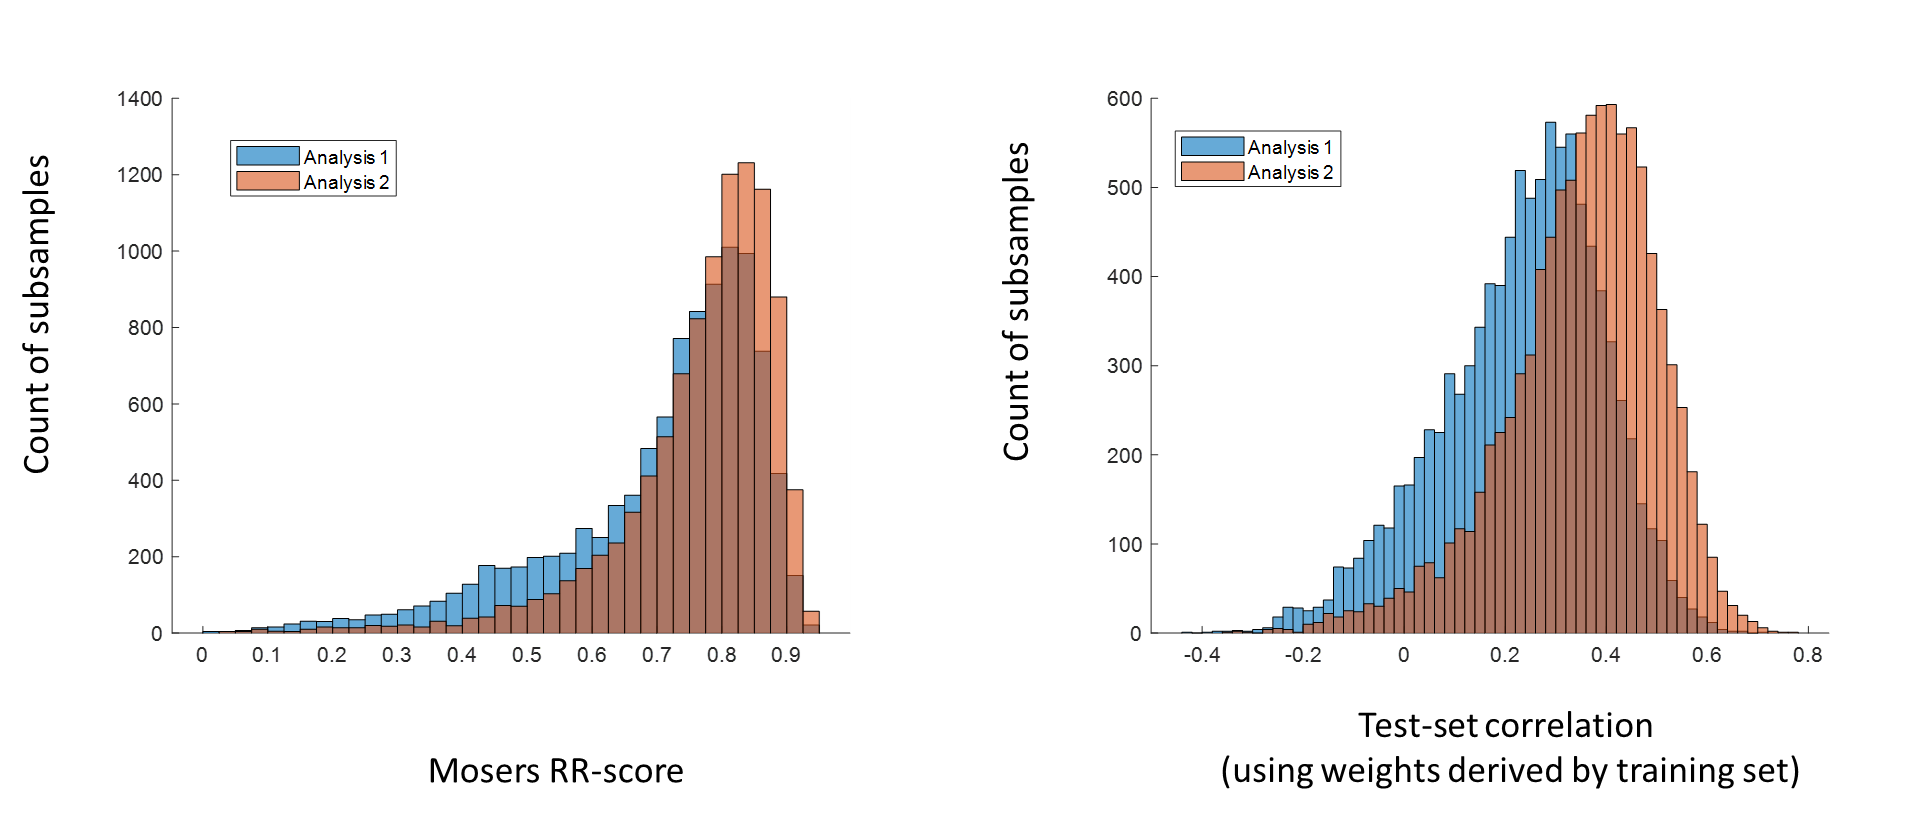 Count of subsamples
1400
1200
1000
800
600
400
200
0
Analysis 1
Analysis 2
0 0.1 0.2 0.3 0.4 0.5 0.6 0.7 0.8 0.9
Mosers RR-score
Count of subsamples
600
500
400
300
200
100
0
Analysis 1
Analysis 2
-0.4 -0.2 0 0.2 0.4 0.6 0.8
Test-set correlation
(using weights derived by training set)